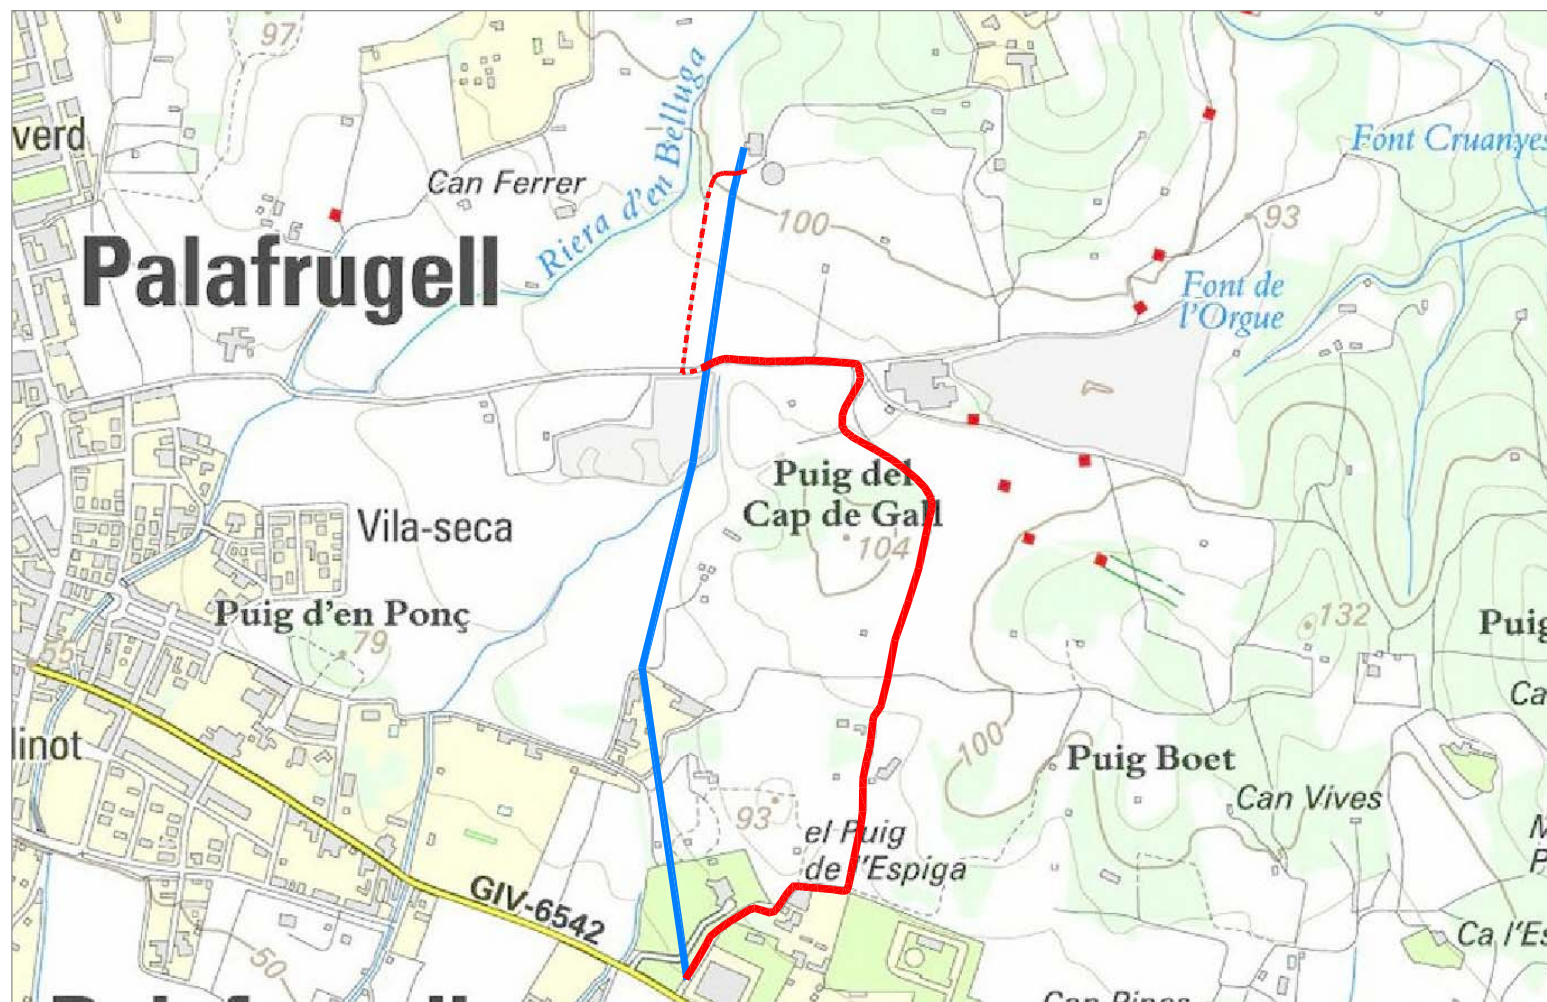 97
verd
Can Ferrer
Riera d'en Belluga
Font Cruanyes
100
93
Palafrugell
Font de
l'Orgue
Puig del
Cap de Gall
104
Vila-seca
Puig d'en Ponç
79
55
132
Puig
Ca
linot
100
Puig Boet
Can Vives
93
el Puig
de l'Espiga
M
P
GIV-6542
Ca l'Es
50
Can Pines